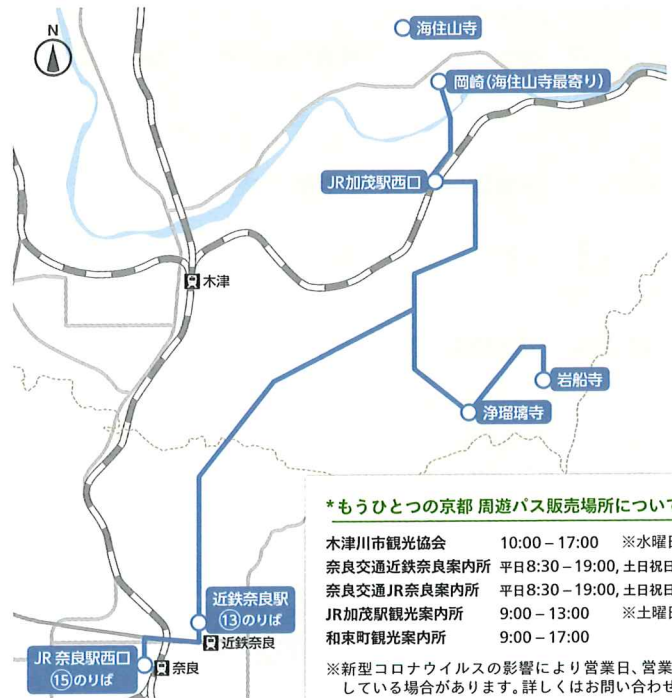 N
海住山寺
岡崎(海住山寺最寄り)
JR加茂駅西口
木津
岩船寺
浄瑠璃寺
近鉄奈良駅
⑬のりば
近鉄奈良
JR 奈良駅西口
⑮のりば
奈良
*もうひとつの京都 周遊パス販売場所について
木津川市観光協会 10:00 – 17:00 ※水曜日
奈良交通近鉄奈良案内所 平日8:30 – 19:00, 土日祝日
奈良交通JR奈良案内所 平日8:30 – 19:00, 土日祝日
JR加茂駅観光案内所 9:00 – 13:00 ※土曜日
和束町観光案内所 9:00 – 17:00
※新型コロナウイルスの影響により営業日、営業
している場合があります。詳しくはお問い合わせ